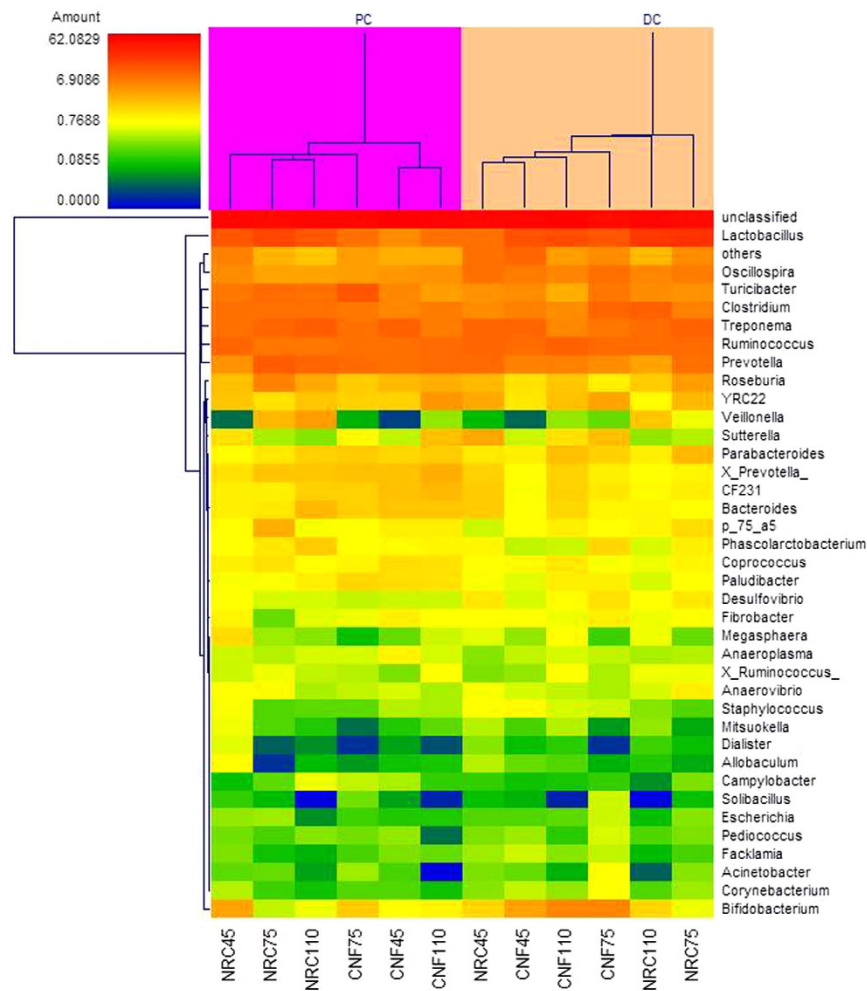 Amount
62.0829
6.9086
0.7688
0.0855
0.0000
PC
DC
unclassified
Lactobacillus
others
Oscillospira
Turicibacter
Clostridium
Treponema
Ruminococcus
Prevotella
Roseburia
YRC22
Veillonella
Sutterella
Parabacteroides
X_Prevotella_
CF231
Bacteroides
p_75_a5
Phascolarctobacterium
Coprococcus
Paludibacter
Desulfovibrio
Fibrobacter
Megasphaera
Anaeroplasma
X_Ruminococcus_
Anaerovibrio
Staphylococcus
Mitsuokella
Dialister
Allobaculum
Campylobacter
Solibacillus
Escherichia
Pediococcus
Facklamia
Acinetobacter
Corynebacterium
Bifidobacterium
NRC45
NRC75
NRC110
CNF75
CNF45
CNF110
NRC45
CNF45
CNF110
CNF75
NRC110
NRC75